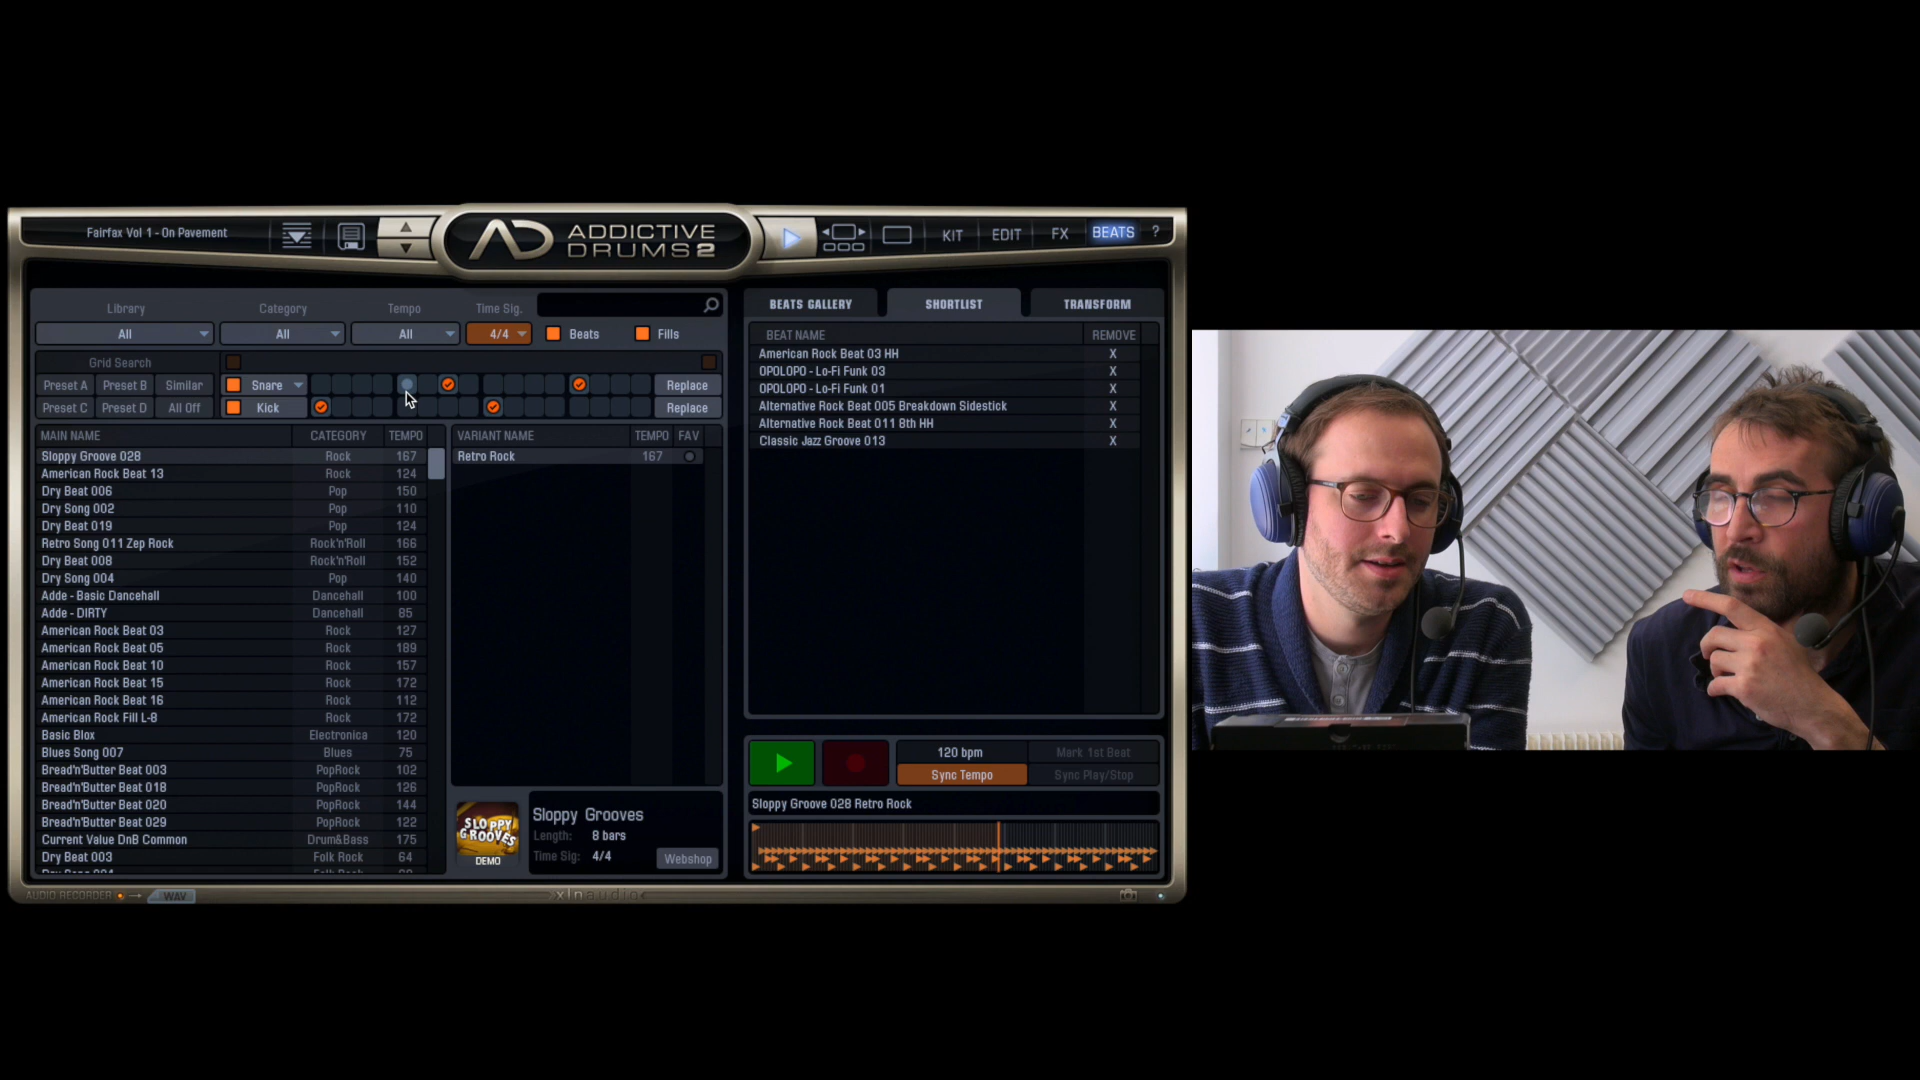 Fairfax Vol 1 - On Pavement
ADDICTIVE
DRUMS 2
KIT
EDIT
FX
BEATS
?
Library
Category
Tempo
Time Sig.
All
All
All
4/4
Beats
Fills
Grid Search
Preset A
Preset B
Similar
Snare
Replace
Preset C
Preset D
All Off
Kick
Replace
MAIN NAME CATEGORY TEMPO
Sloppy Groove 028 Rock 167
American Rock Beat 13 Rock 124
Dry Beat 006 Pop 150
Dry Song 002 Pop 110
Dry Beat 019 Pop 124
Retro Song 011 Zep Rock Rock'n'Roll 166
Dry Beat 008 Rock'n'Roll 152
Dry Song 004 Pop 140
Adde - Basic Dancehall Dancehall 100
Adde - DIRTY Dancehall 85
American Rock Beat 03 Rock 127
American Rock Beat 05 Rock 189
American Rock Beat 10 Rock 157
American Rock Beat 15 Rock 172
American Rock Beat 16 Rock 112
American Rock Fill L-8 Rock 172
Basic Blox Electronica 120
Blues Song 007 Blues 75
Bread'n'Butter Beat 003 PopRock 102
Bread'n'Butter Beat 018 PopRock 126
Bread'n'Butter Beat 020 PopRock 144
Bread'n'Butter Beat 029 PopRock 122
Current Value DnB Common Drum&Bass 175
Dry Beat 003 Folk Rock 64
VARIANT NAME TEMPO FAV
Retro Rock 167
SLOPPY
GROOVES
DEMO
Sloppy Grooves
Length: 8 bars
Time Sig: 4/4
Webshop
BEATS GALLERY
SHORTLIST
TRANSFORM
BEAT NAME REMOVE
American Rock Beat 03 HH X
OPOLOPO - Lo-Fi Funk 03 X
OPOLOPO - Lo-Fi Funk 01 X
Alternative Rock Beat 005 Breakdown Sidestick X
Alternative Rock Beat 011 8th HH X
Classic Jazz Groove 013 X
120 bpm
Mark 1st Beat
Sync Tempo
Sync Play/Stop
Sloppy Groove 028 Retro Rock
AUDIO RECORDER
WAV
xlnaudio